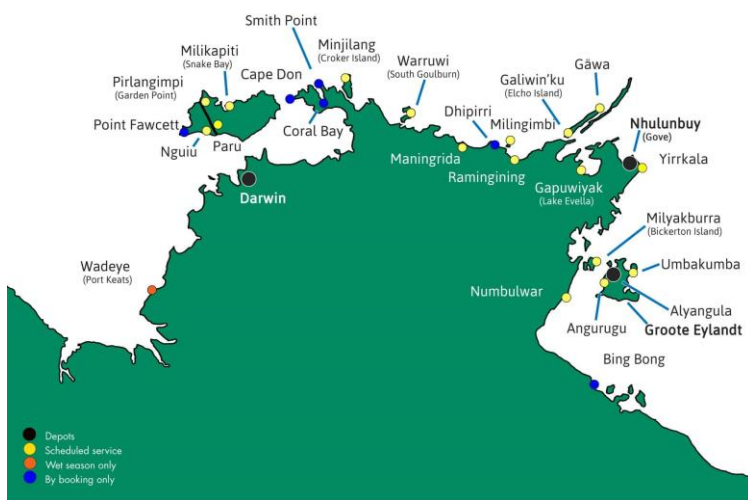 Smith Point
Milikapiti
(Snake Bay)
Minjilang
(Croker Island)
Cape Don
Warruwi
(South Goulburn)
Gäwa
Pirlangimpi
(Garden Point)
Galiwin'ku
(Elcho Island)
Dhipirri
Milingimbi
Point Fawcett
Coral Bay
Nhulunbuy
(Gove)
Nguiu
Paru
Maningrida
Ramingining
Yirrkala
Gapuwiyak
(Lake Evella)
Darwin
Milyakburra
(Bickerton Island)
Wadeye
(Port Keats)
Umbakumba
Numbulwar
Alyangula
Angurugu
Groote Eylandt
Bing Bong
Depots
Scheduled service
Wet season only
By booking only